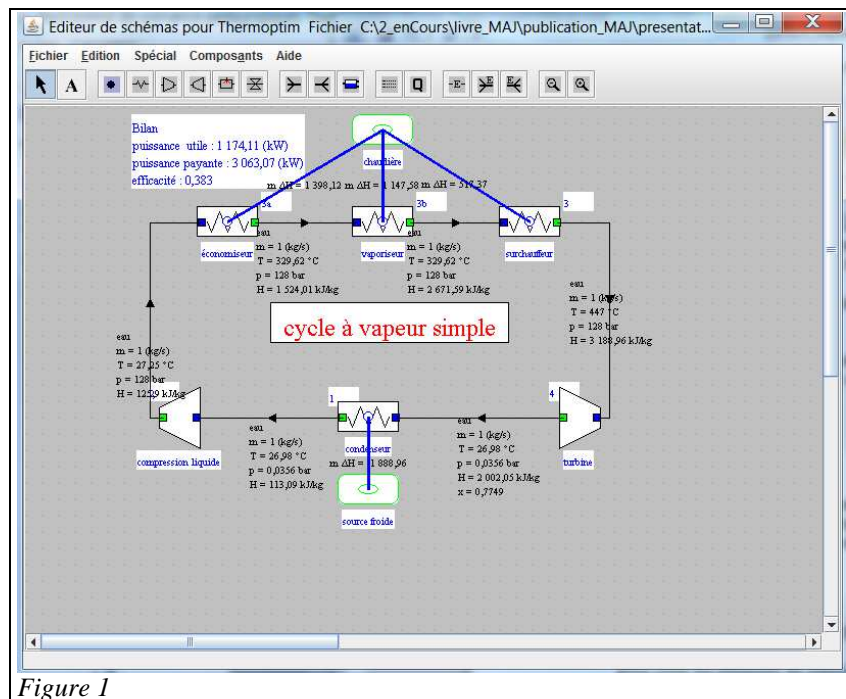 Editeur de schémas pour Thermoptim Fichier C:\2_enCours\livre_MAJ\publication_MAJ\presentat...
Fichier Edition Spécial Composants Aide
A Q -E- E E
Bilan
puissance utile : 1 174,11 (kW)
puissance payante : 3 063,07 (kW)
efficacité : 0,383
chaudière
m ΔH = 1 398,12 m ΔH = 1 147,58 m ΔH = 517,37
3a
3b
3
économiseur
vaporiseur
surchauffeur
eau
m = 1 (kg/s)
T = 329,62 °C
p = 128 bar
H = 1 524,01 kJ/kg
eau
m = 1 (kg/s)
T = 329,62 °C
p = 128 bar
H = 2 671,59 kJ/kg
eau
m = 1 (kg/s)
T = 447 °C
p = 128 bar
H = 3 188,96 kJ/kg
cycle à vapeur simple
eau
m = 1 (kg/s)
T = 27,25 °C
p = 128 bar
H = 125,9 kJ/kg
compression liquide
1
condenseur
m ΔH = -1 888,96
source froide
4
turbine
eau
m = 1 (kg/s)
T = 26,98 °C
p = 0,0356 bar
H = 113,09 kJ/kg
eau
m = 1 (kg/s)
T = 26,98 °C
p = 0,0356 bar
H = 2 002,05 kJ/kg
x = 0,7749
Figure 1